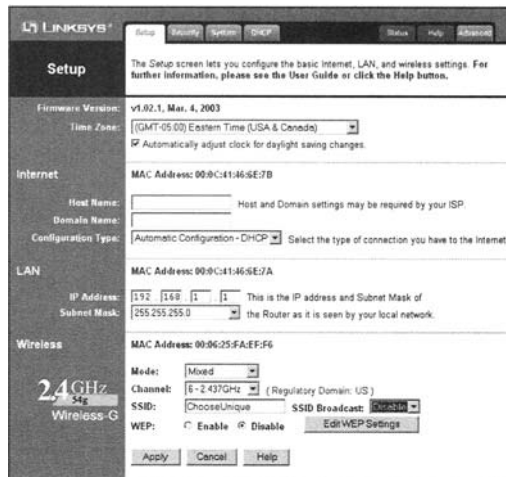 LINKSYS®
Setup Security System DHCP Status Help Advanced
Setup
The Setup screen lets you configure the basic Internet, LAN, and wireless settings. For
further information, please see the User Guide or click the Help button.
Firmware Version: v1.02.1, Mar. 4, 2003
Time Zone: (GMT-05:00) Eastern Time (USA & Canada)
Automatically adjust clock for daylight saving changes.
Internet MAC Address: 00:0C:41:46:6E:7B
Host Name: Host and Domain settings may be required by your ISP.
Domain Name:
Configuration Type: Automatic Configuration - DHCP Select the type of connection you have to the Internet
LAN MAC Address: 00:0C:41:46:6E:7A
IP Address: 192 . 168 . 1 . 1 This is the IP address and Subnet Mask of
Subnet Mask: 255.255.255.0 the Router as it is seen by your local network.
Wireless MAC Address: 00:06:25:FA:EF:F6
Mode: Mixed
Channel: 6 - 2.437GHz ( Regulatory Domain: US )
SSID: ChooseUnique SSID Broadcast: Disable
WEP: Enable Disable Edit WEP Settings
2.4GHz
54g
Wireless-G
Apply Cancel Help